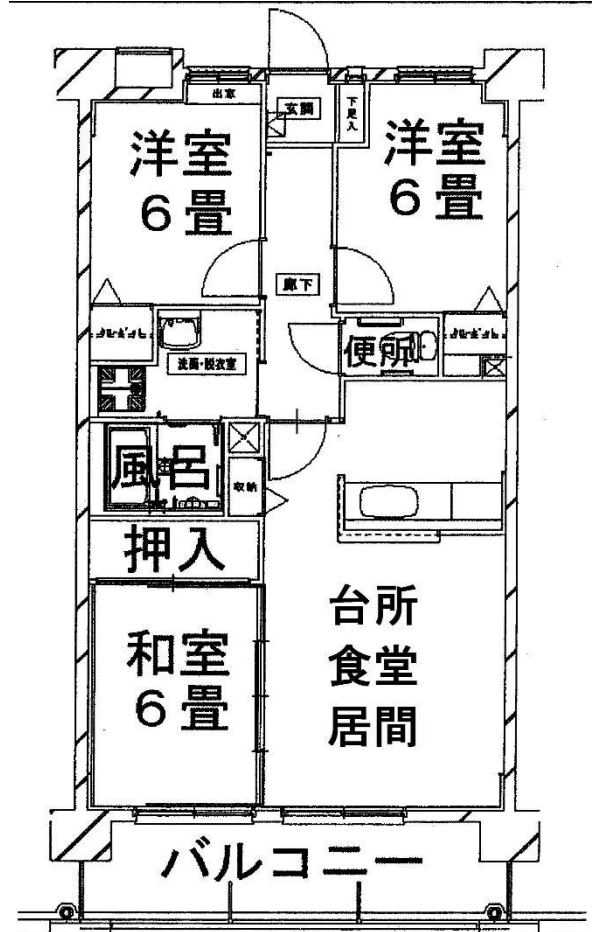 出窓
玄関
下足入
洋室
6畳
洋室
6畳
廊下
洗面・脱衣室
便所
風呂
収納
押入
和室
6畳
台所
食堂
居間
バルコニー